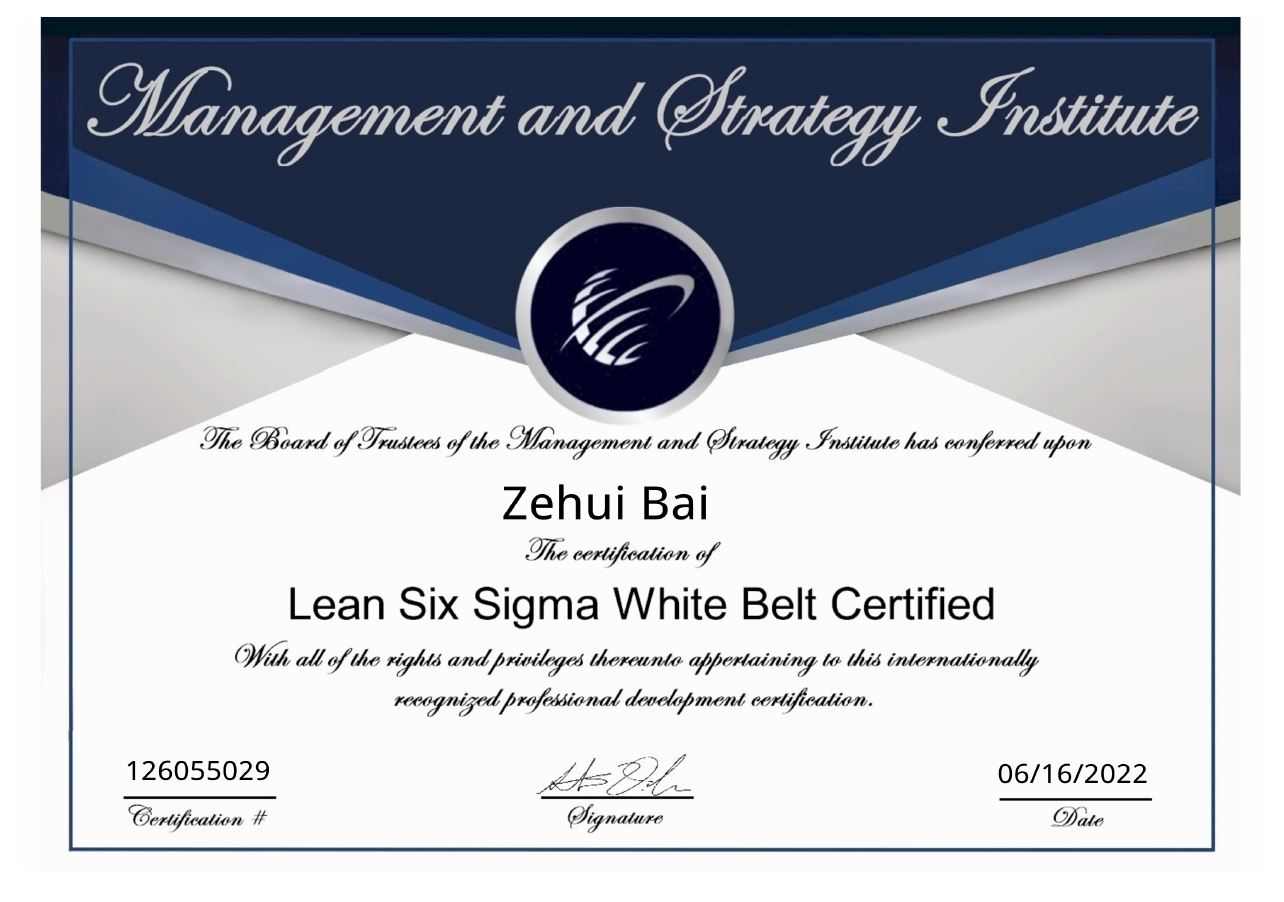 Management and Strategy Institute
The Board of Trustees of the Management and Strategy Institute has conferred upon
Zehui Bai
The certification of
Lean Six Sigma White Belt Certified
With all of the rights and privileges thereunto appertaining to this internationally
recognized professional development certification.
126055029
Certification #
Signature
06/16/2022
Date